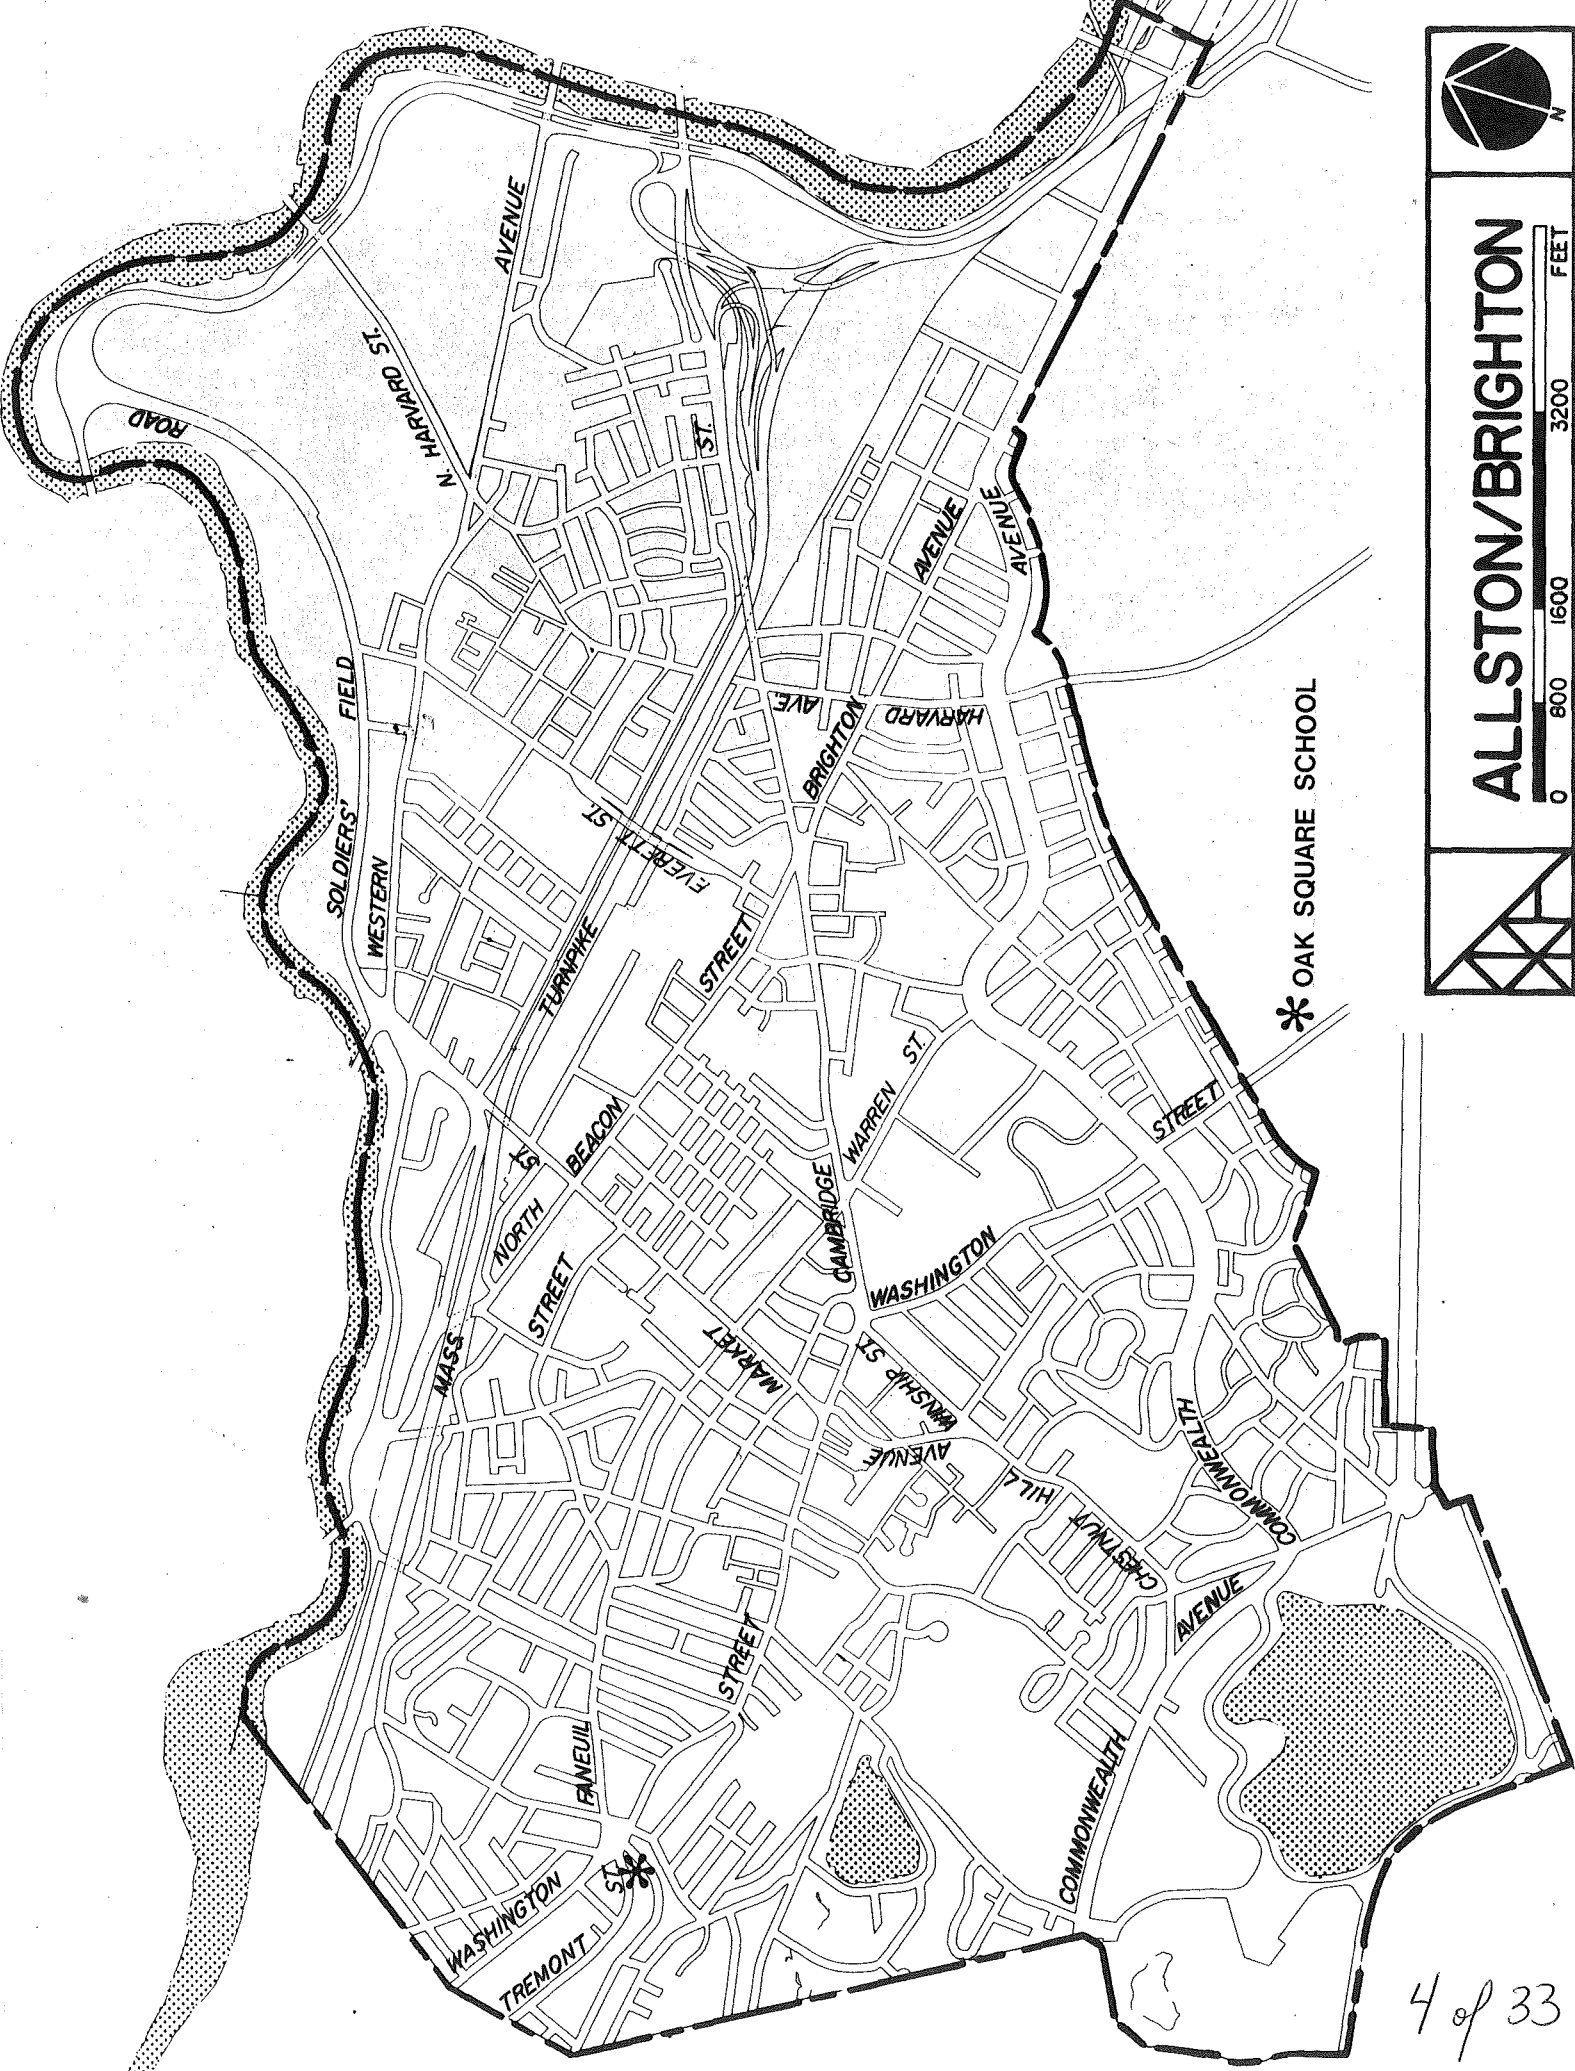 ROAD
N. HARVARD ST.
AVENUE
ST.
SOLDIERS' FIELD
WESTERN
AVENUE
AVENUE
HARVARD AVE.
BRIGHTON
EVERETT ST.
TURNPIKE
STREET
WARREN ST.
STREET
BEACON
NORTH
ST.
STREET
CAMBRIDGE
WASHINGTON
MASS.
MARKET
WINSHIP ST.
AVENUE
HILL
CHESTNUT
COMMONWEALTH
COMMONWEALTH
AVENUE
STREET
FANEUIL
COMMONWEALTH
WASHINGTON
ST.
TREMONT
* OAK SQUARE SCHOOL
ALLSTON/BRIGHTON
0 800 1600 3200 FEET
N
4 of 33